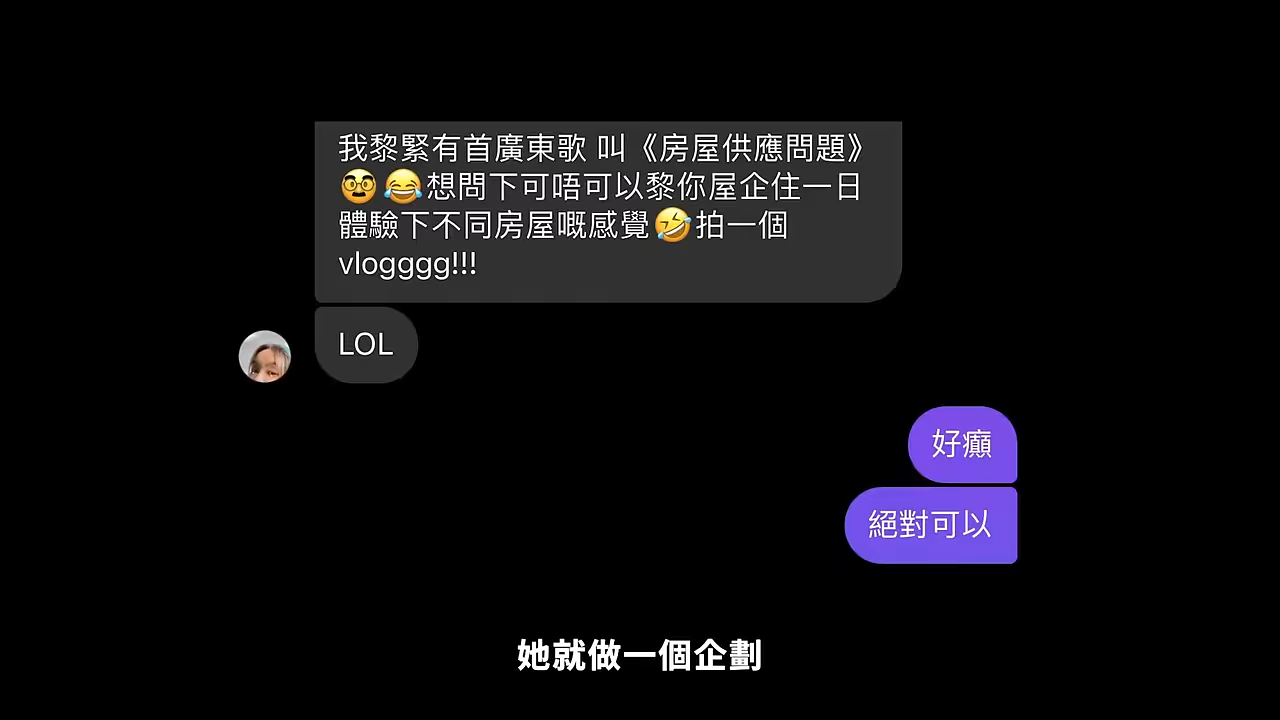 我黎緊有首廣東歌 叫《房屋供應問題》
🥸😂想問下可唔可以黎你屋企住一日
體驗下不同房屋嘅感覺🤣拍一個
vlogggg!!!
LOL
好癲
絕對可以
她就做一個企劃